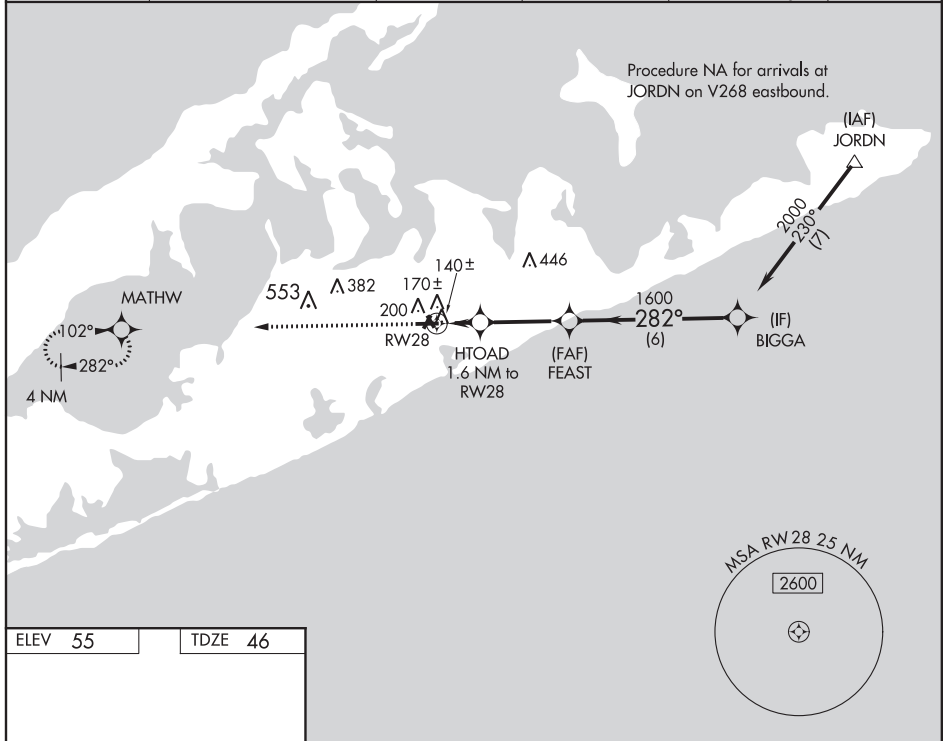 Procedure NA for arrivals at
JORDN on V268 eastbound.
(IAF)
JORDN
2000
230°
(7)
446
140±
170±
200
553
382
MATHW
102°
282°
4 NM
RW28
HTOAD
1.6 NM to
RW28
(FAF)
FEAST
1600
282°
(6)
(IF)
BIGGA
MSA RW 28 25 NM
2600
ELEV 55
TDZE 46